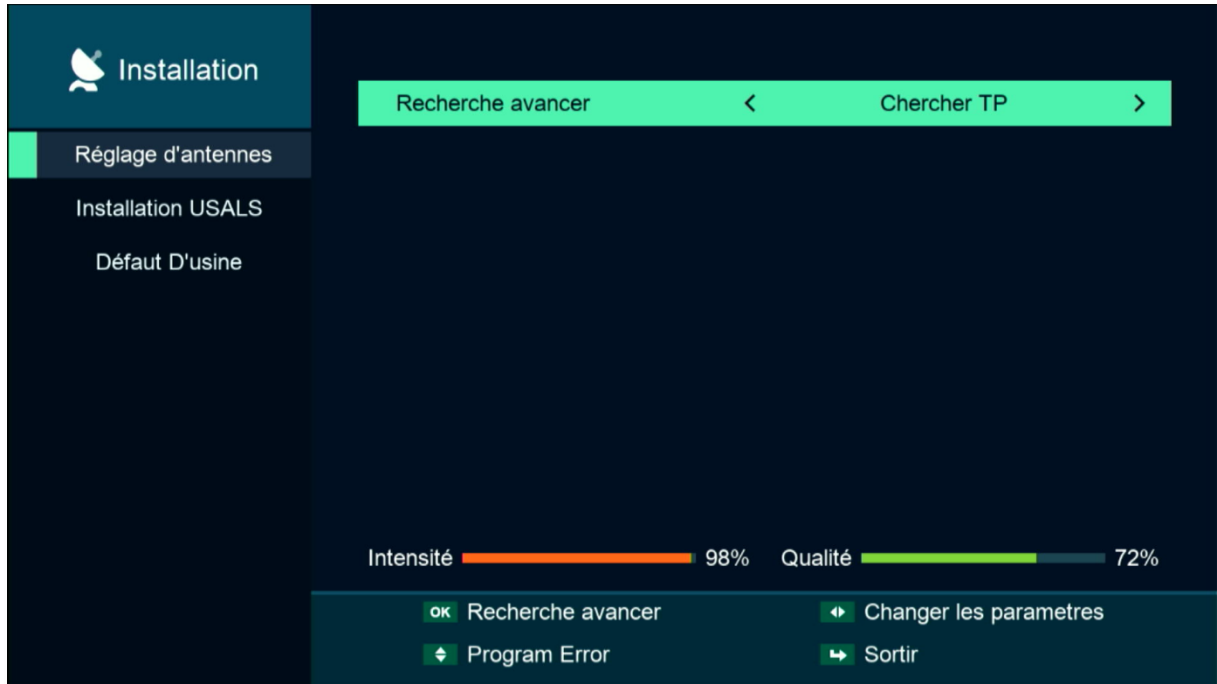 Installation
Réglage d'antennes
Installation USALS
Défaut D'usine
Recherche avancer < Chercher TP >
Intensité 98% Qualité 72%
OK Recherche avancer Changer les parametres
Program Error Sortir